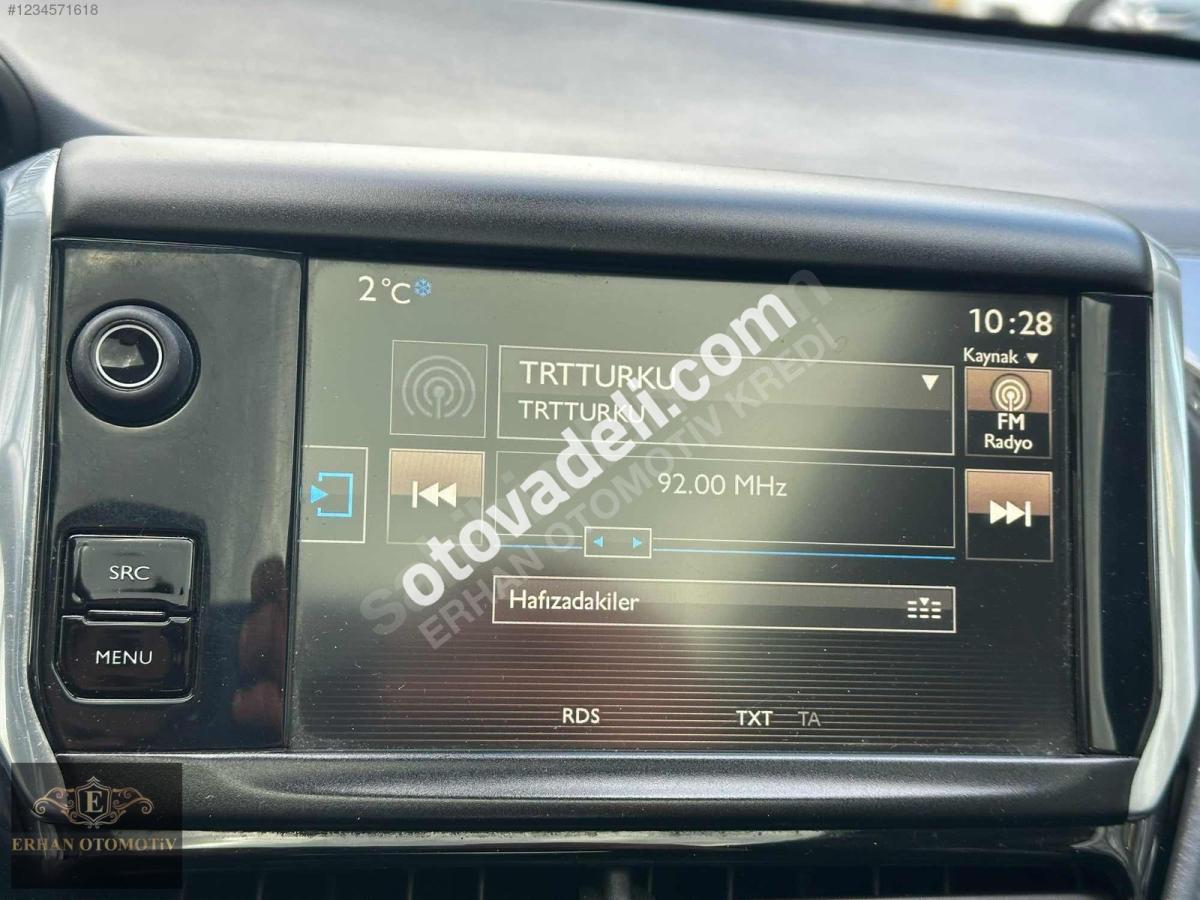 #1234571618
2°C
10:28
Kaynak
TRTTURKU
TRTTURKU
FM
Radyo
92.00 MHz
SRC
MENU
Hafızadakiler
RDS TXT TA
otovadeli.com
ERHAN OTOMOTİV KREDİ
E
ERHAN OTOMOTİV